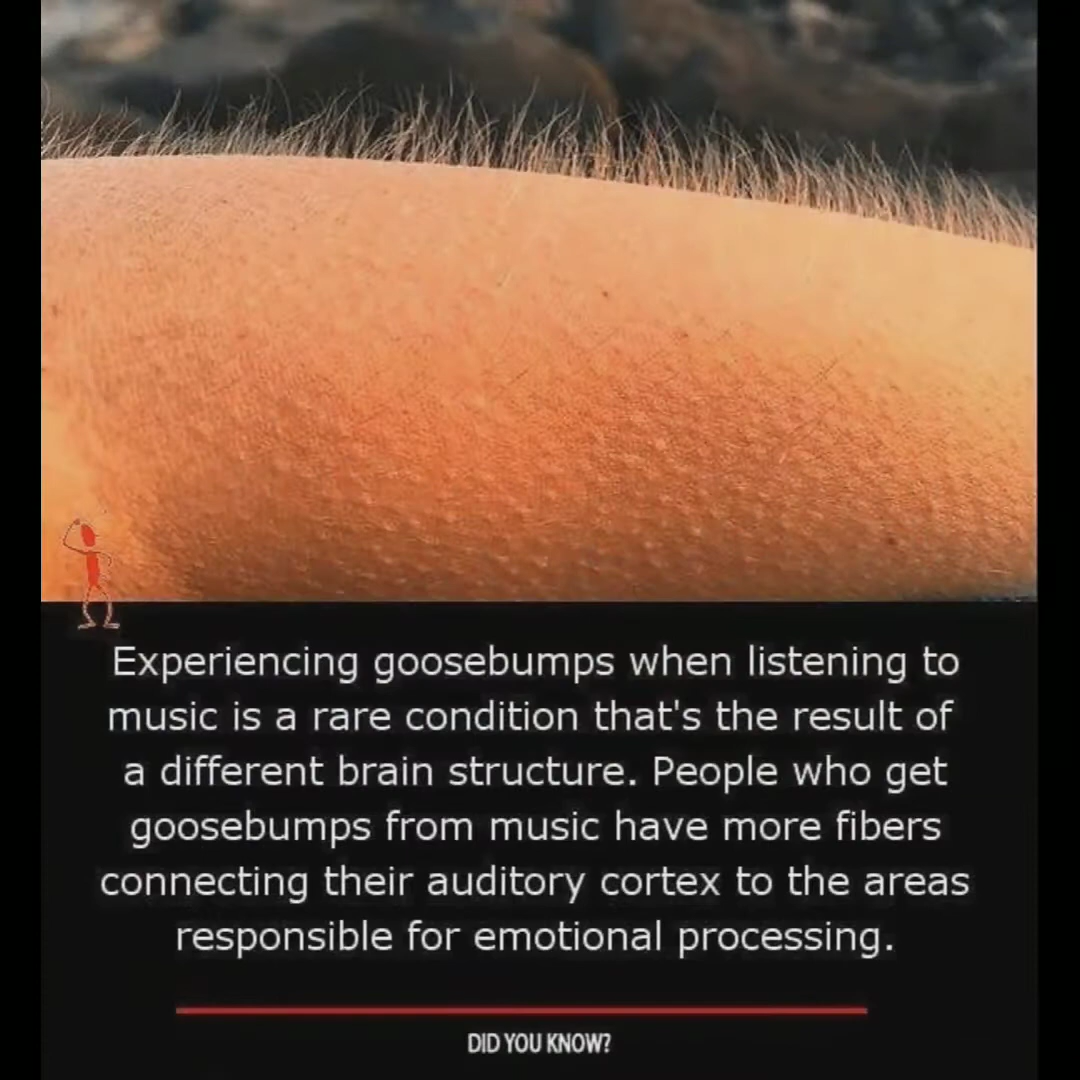 Experiencing goosebumps when listening to
music is a rare condition that's the result of
a different brain structure. People who get
goosebumps from music have more fibers
connecting their auditory cortex to the areas
responsible for emotional processing.
DID YOU KNOW?